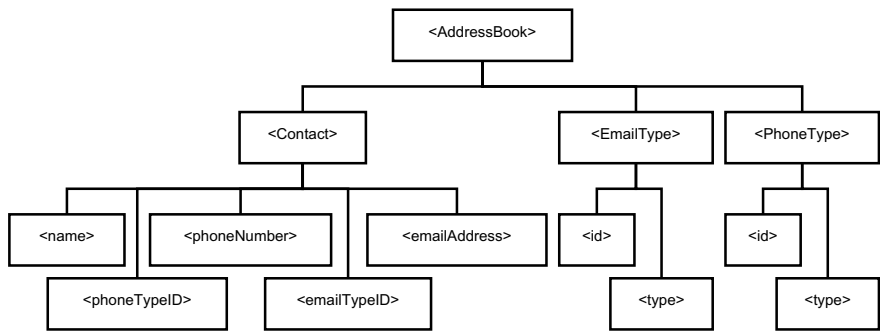 <AddressBook>
<Contact>
<EmailType>
<PhoneType>
<name>
<phoneNumber>
<emailAddress>
<id>
<id>
<phoneTypeID>
<emailTypeID>
<type>
<type>